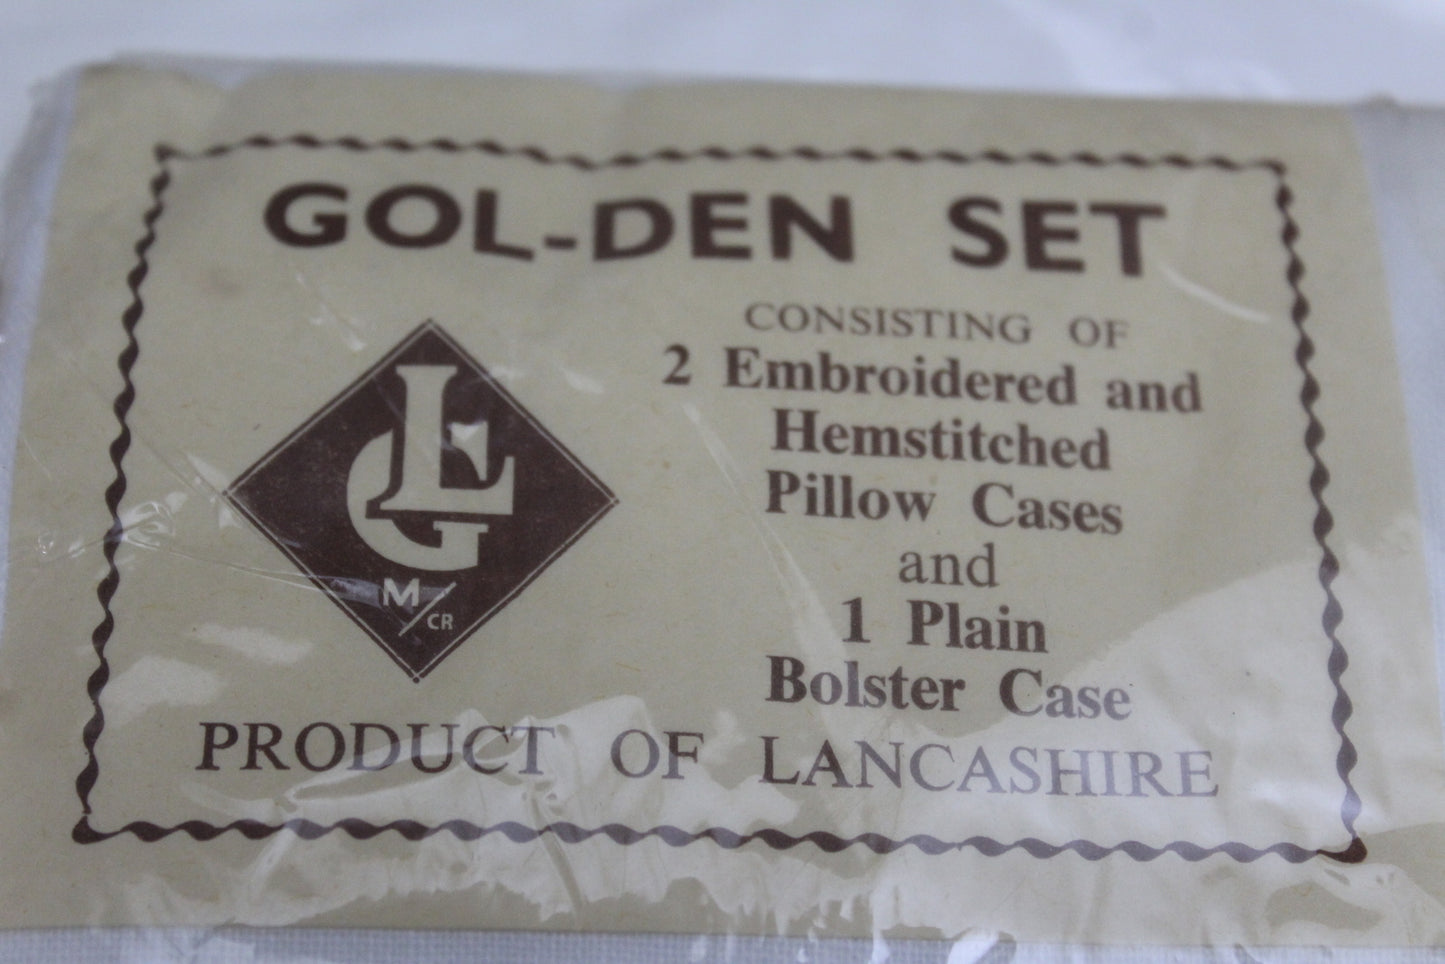 GOL-DEN SET
CONSISTING OF
2 Embroidered and
Hemstitched
Pillow Cases
and
1 Plain
Bolster Case
LG
M/CR
PRODUCT OF LANCASHIRE